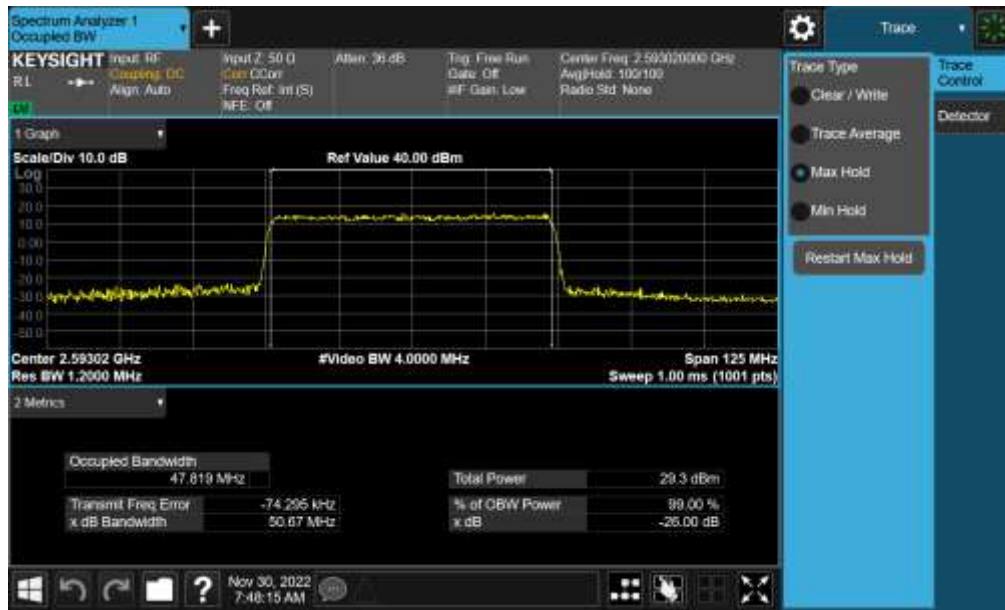 Spectrum Analyzer 1
Occupied BW
+
Trace
KEYSIGHT
RL
Input: RF
Coupling: DC
Align: Auto
Input Z: 50 Ω
Corr CCorr
Freq Ref: Int (S)
NFE: Off
Atten: 36 dB
Trig: Free Run
Gate: Off
#IF Gain: Low
Center Freq: 2.593020000 GHz
Avg|Hold: 100/100
Radio Std: None
Trace Type
Clear / Write
Trace Average
Max Hold
Min Hold
Restart Max Hold
Trace
Control
Detector
1 Graph
Scale/Div 10.0 dB
Ref Value 40.00 dBm
Log
30.0
20.0
10.0
0.00
-10.0
-20.0
-30.0
-40.0
-50.0
Center 2.59302 GHz
#Video BW 4.0000 MHz
Span 125 MHz
Res BW 1.2000 MHz
Sweep 1.00 ms (1001 pts)
2 Metrics
Occupied Bandwidth
47.819 MHz
Total Power 29.3 dBm
Transmit Freq Error -74.295 kHz
% of OBW Power 99.00 %
x dB Bandwidth 50.67 MHz
x dB -26.00 dB
?
Nov 30, 2022
7:48:15 AM